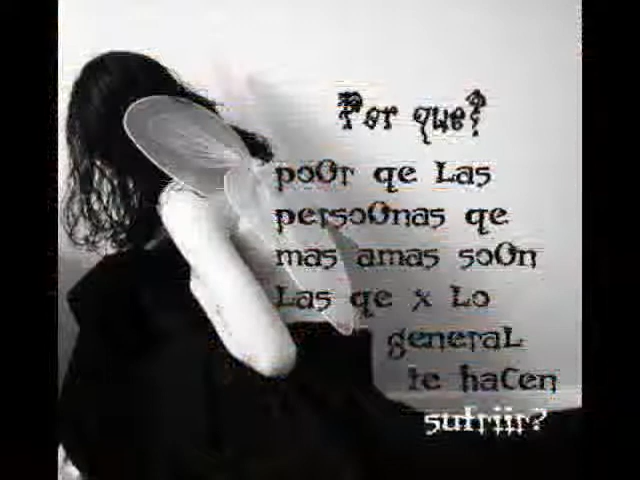 Por que?
poOr qe Las
persoOnas qe
mas amas soOn
Las qe x Lo
generaL
te haCen
sufriir?